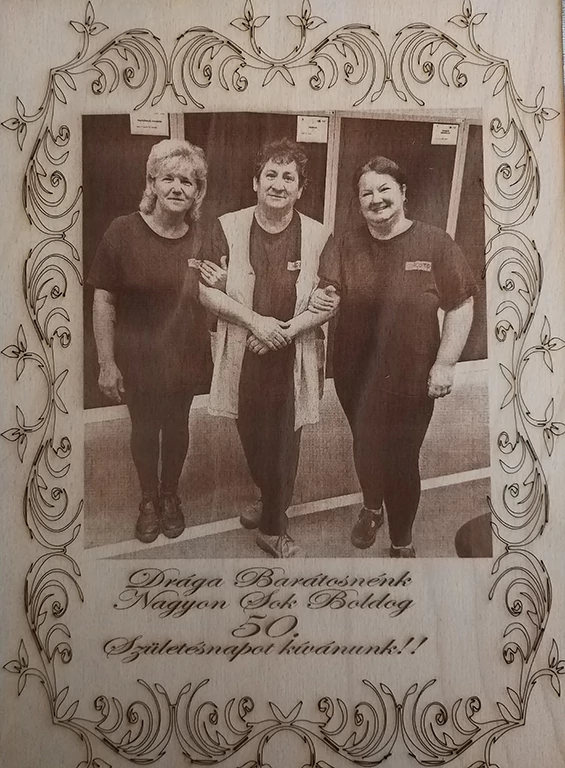 Drága Barátosnénk
Nagyon Sok Boldog
50.
Születésnapot kívánunk!!